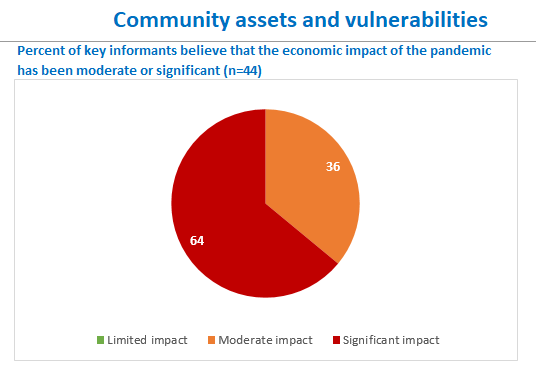 Community assets and vulnerabilities
Percent of key informants believe that the economic impact of the pandemic
has been moderate or significant (n=44)
36
64
Limited impact Moderate impact Significant impact